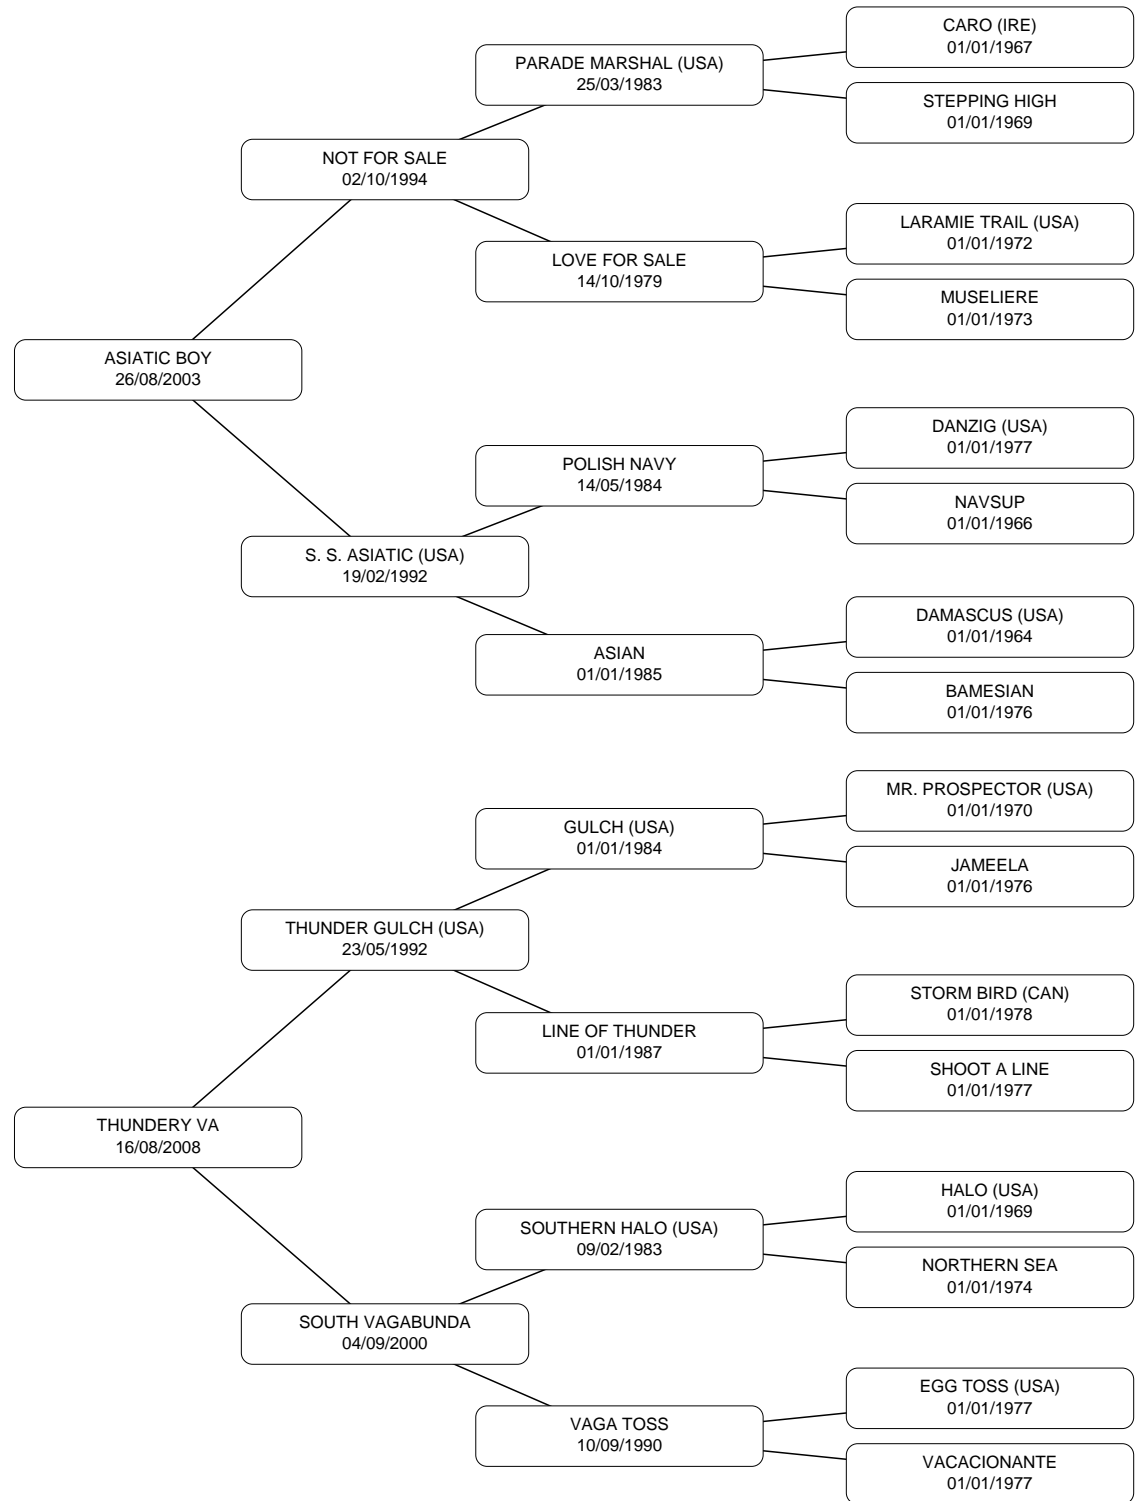 CARO (IRE)
01/01/1967
PARADE MARSHAL (USA)
25/03/1983
STEPPING HIGH
01/01/1969
NOT FOR SALE
02/10/1994
LARAMIE TRAIL (USA)
01/01/1972
LOVE FOR SALE
14/10/1979
MUSELIERE
01/01/1973
ASIATIC BOY
26/08/2003
DANZIG (USA)
01/01/1977
POLISH NAVY
14/05/1984
NAVSUP
01/01/1966
S. S. ASIATIC (USA)
19/02/1992
DAMASCUS (USA)
01/01/1964
ASIAN
01/01/1985
BAMESIAN
01/01/1976
MR. PROSPECTOR (USA)
01/01/1970
GULCH (USA)
01/01/1984
JAMEELA
01/01/1976
THUNDER GULCH (USA)
23/05/1992
STORM BIRD (CAN)
01/01/1978
LINE OF THUNDER
01/01/1987
SHOOT A LINE
01/01/1977
THUNDERY VA
16/08/2008
HALO (USA)
01/01/1969
SOUTHERN HALO (USA)
09/02/1983
NORTHERN SEA
01/01/1974
SOUTH VAGABUNDA
04/09/2000
EGG TOSS (USA)
01/01/1977
VAGA TOSS
10/09/1990
VACACIONANTE
01/01/1977